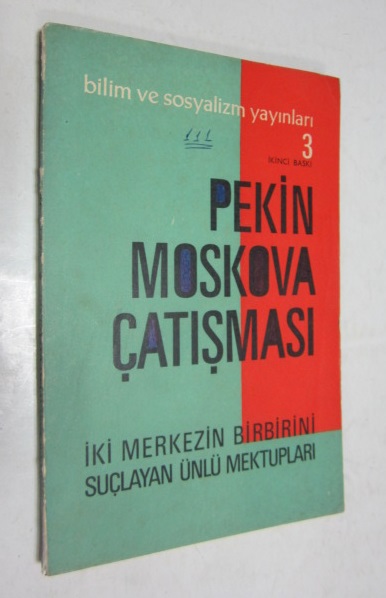 bilim ve sosyalizm yayınları
3
İKİNCİ BASKI
PEKİN
MOSKOVA
ÇATIŞMASI
İKİ MERKEZİN BİRBİRİNİ
SUÇLAYAN ÜNLÜ MEKTUPLARI